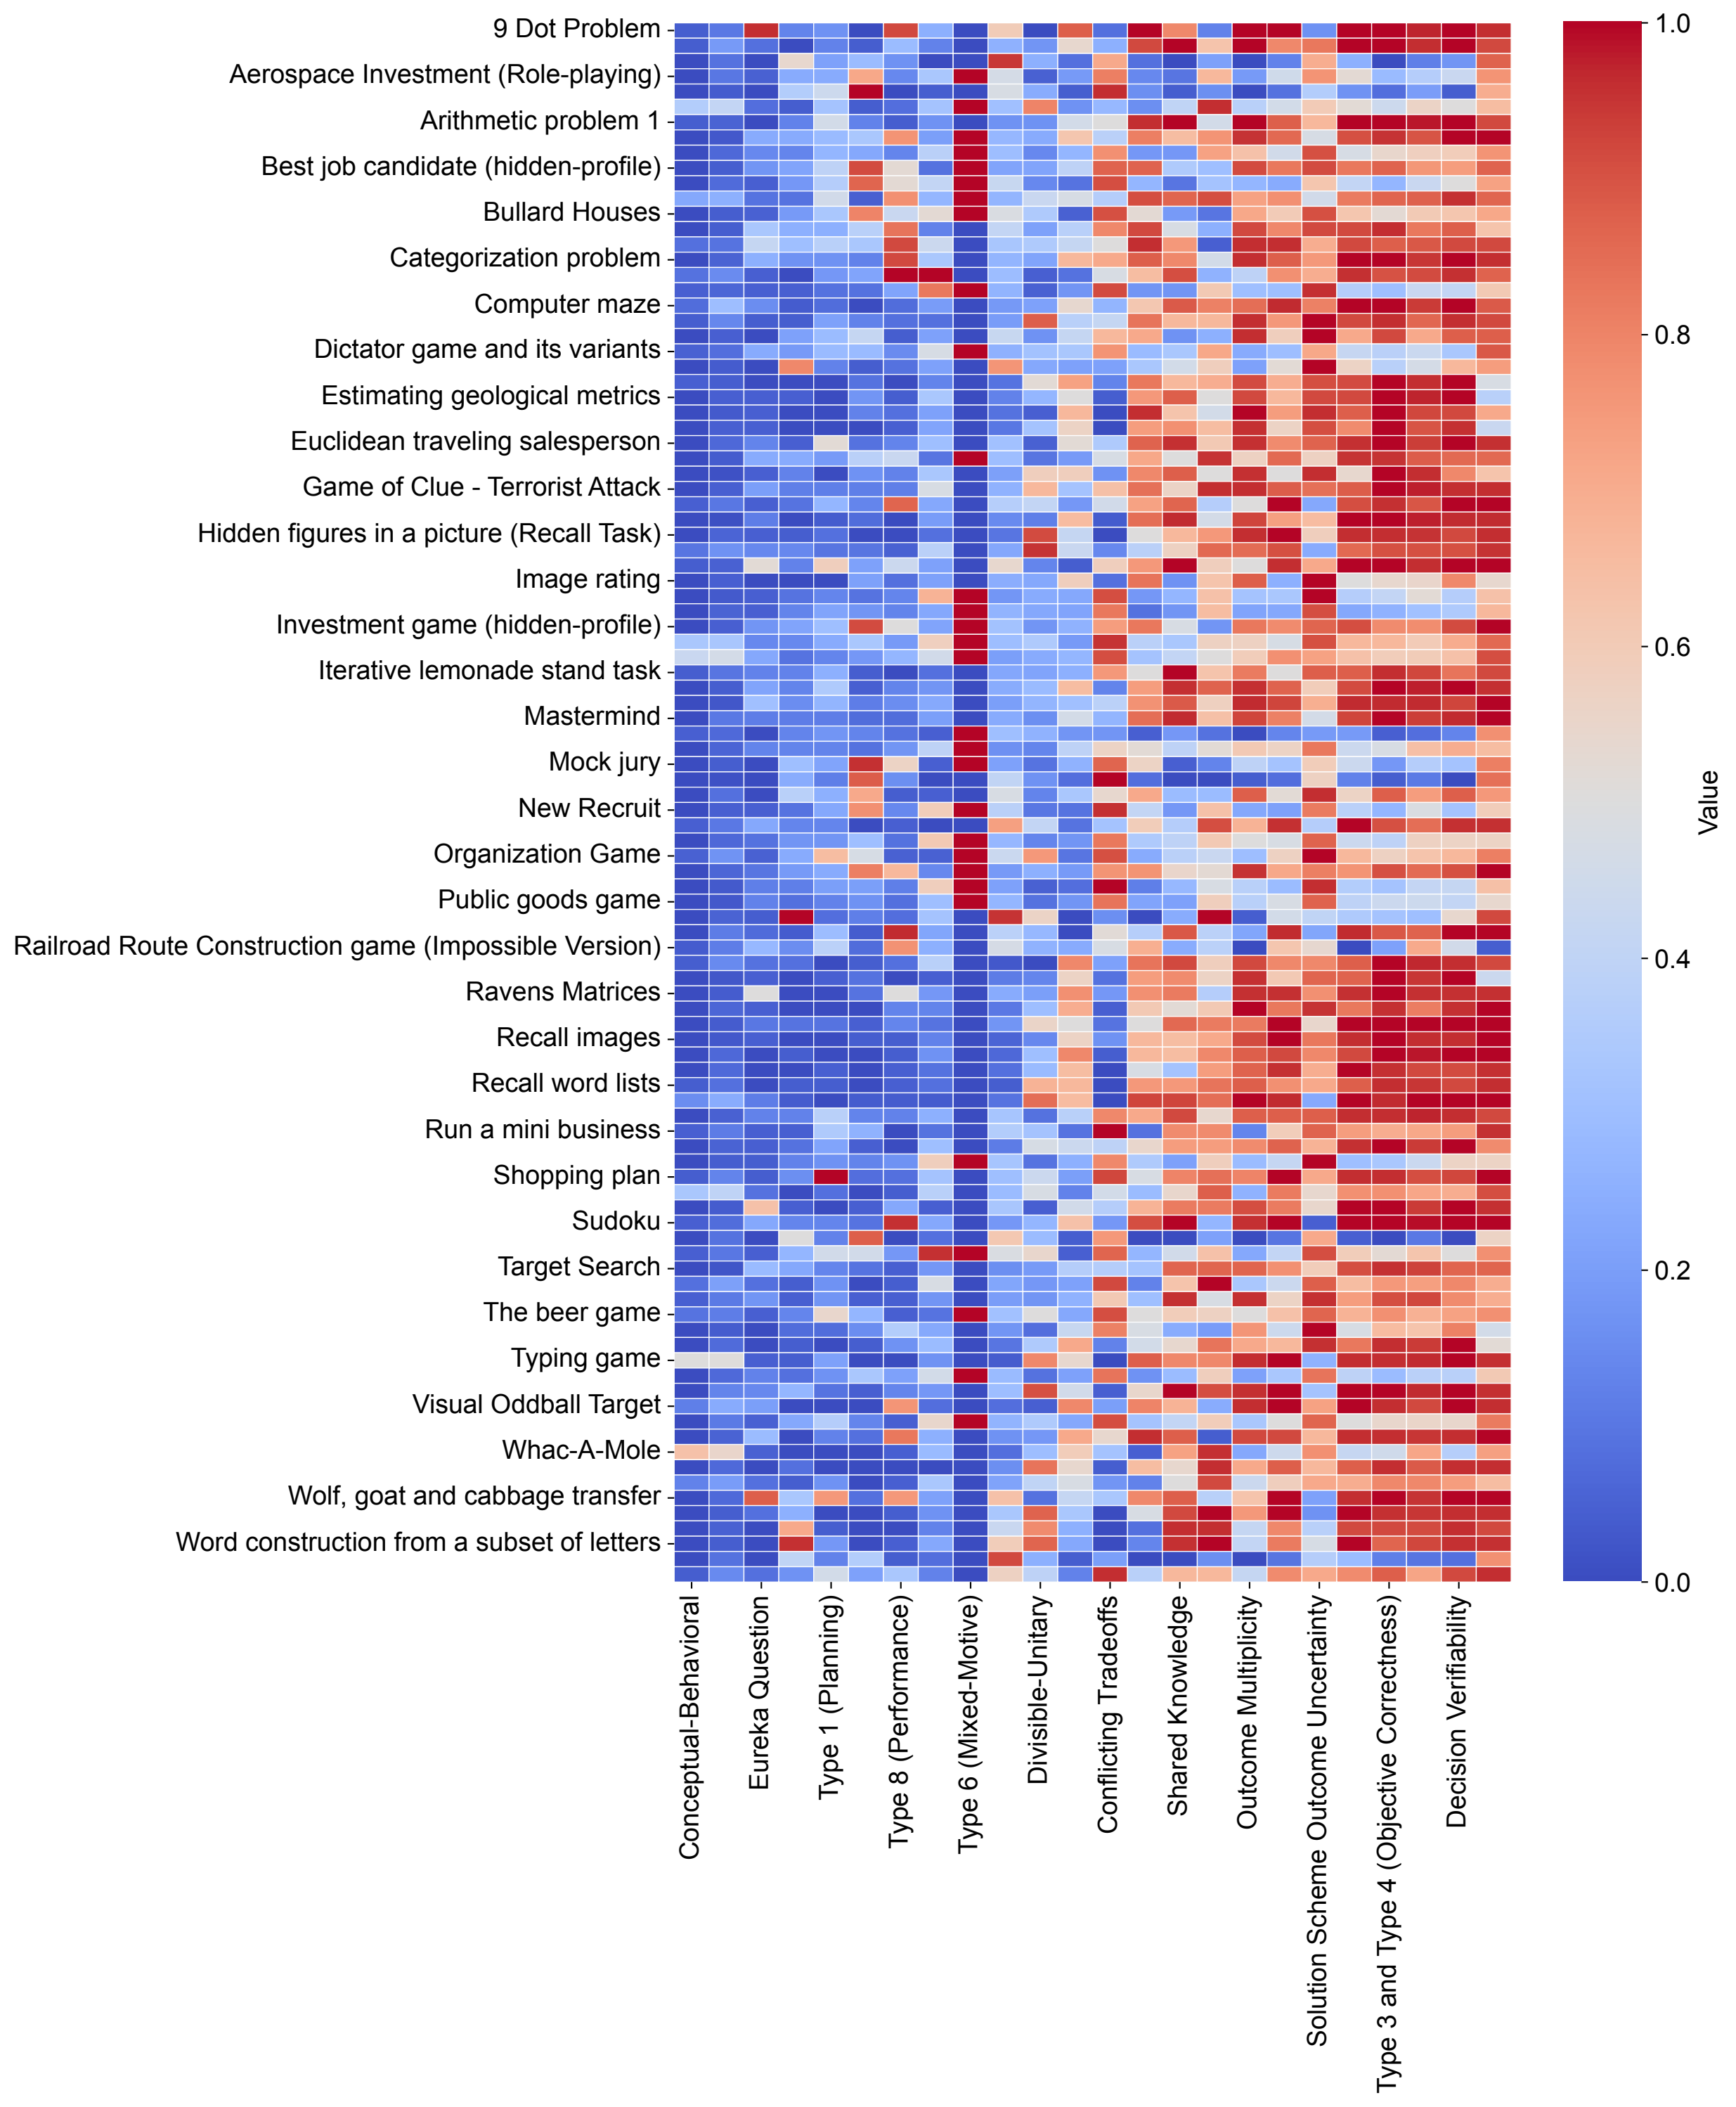 9 Dot Problem
Aerospace Investment (Role-playing)
Arithmetic problem 1
Best job candidate (hidden-profile)
Bullard Houses
Categorization problem
Computer maze
Dictator game and its variants
Estimating geological metrics
Euclidean traveling salesperson
Game of Clue - Terrorist Attack
Hidden figures in a picture (Recall Task)
Image rating
Investment game (hidden-profile)
Iterative lemonade stand task
Mastermind
Mock jury
New Recruit
Organization Game
Public goods game
Railroad Route Construction game (Impossible Version)
Ravens Matrices
Recall images
Recall word lists
Run a mini business
Shopping plan
Sudoku
Target Search
The beer game
Typing game
Visual Oddball Target
Whac-A-Mole
Wolf, goat and cabbage transfer
Word construction from a subset of letters
Conceptual-Behavioral
Eureka Question
Type 1 (Planning)
Type 8 (Performance)
Type 6 (Mixed-Motive)
Divisible-Unitary
Conflicting Tradeoffs
Shared Knowledge
Outcome Multiplicity
Solution Scheme Outcome Uncertainty
Type 3 and Type 4 (Objective Correctness)
Decision Verifiability
1.0
0.8
0.6
0.4
0.2
0.0
Value